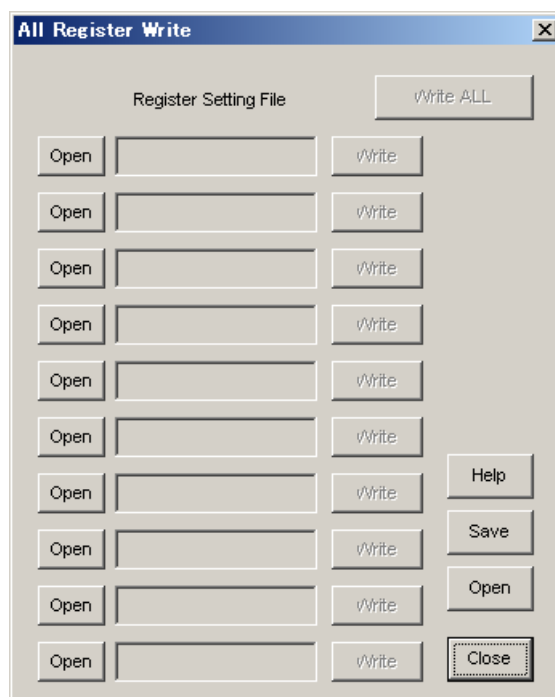 All Register Write
Register Setting File Write ALL
Open Write
Open Write
Open Write
Open Write
Open Write
Open Write
Help
Open Write
Save
Open Write
Open
Open Write
Open Write Close